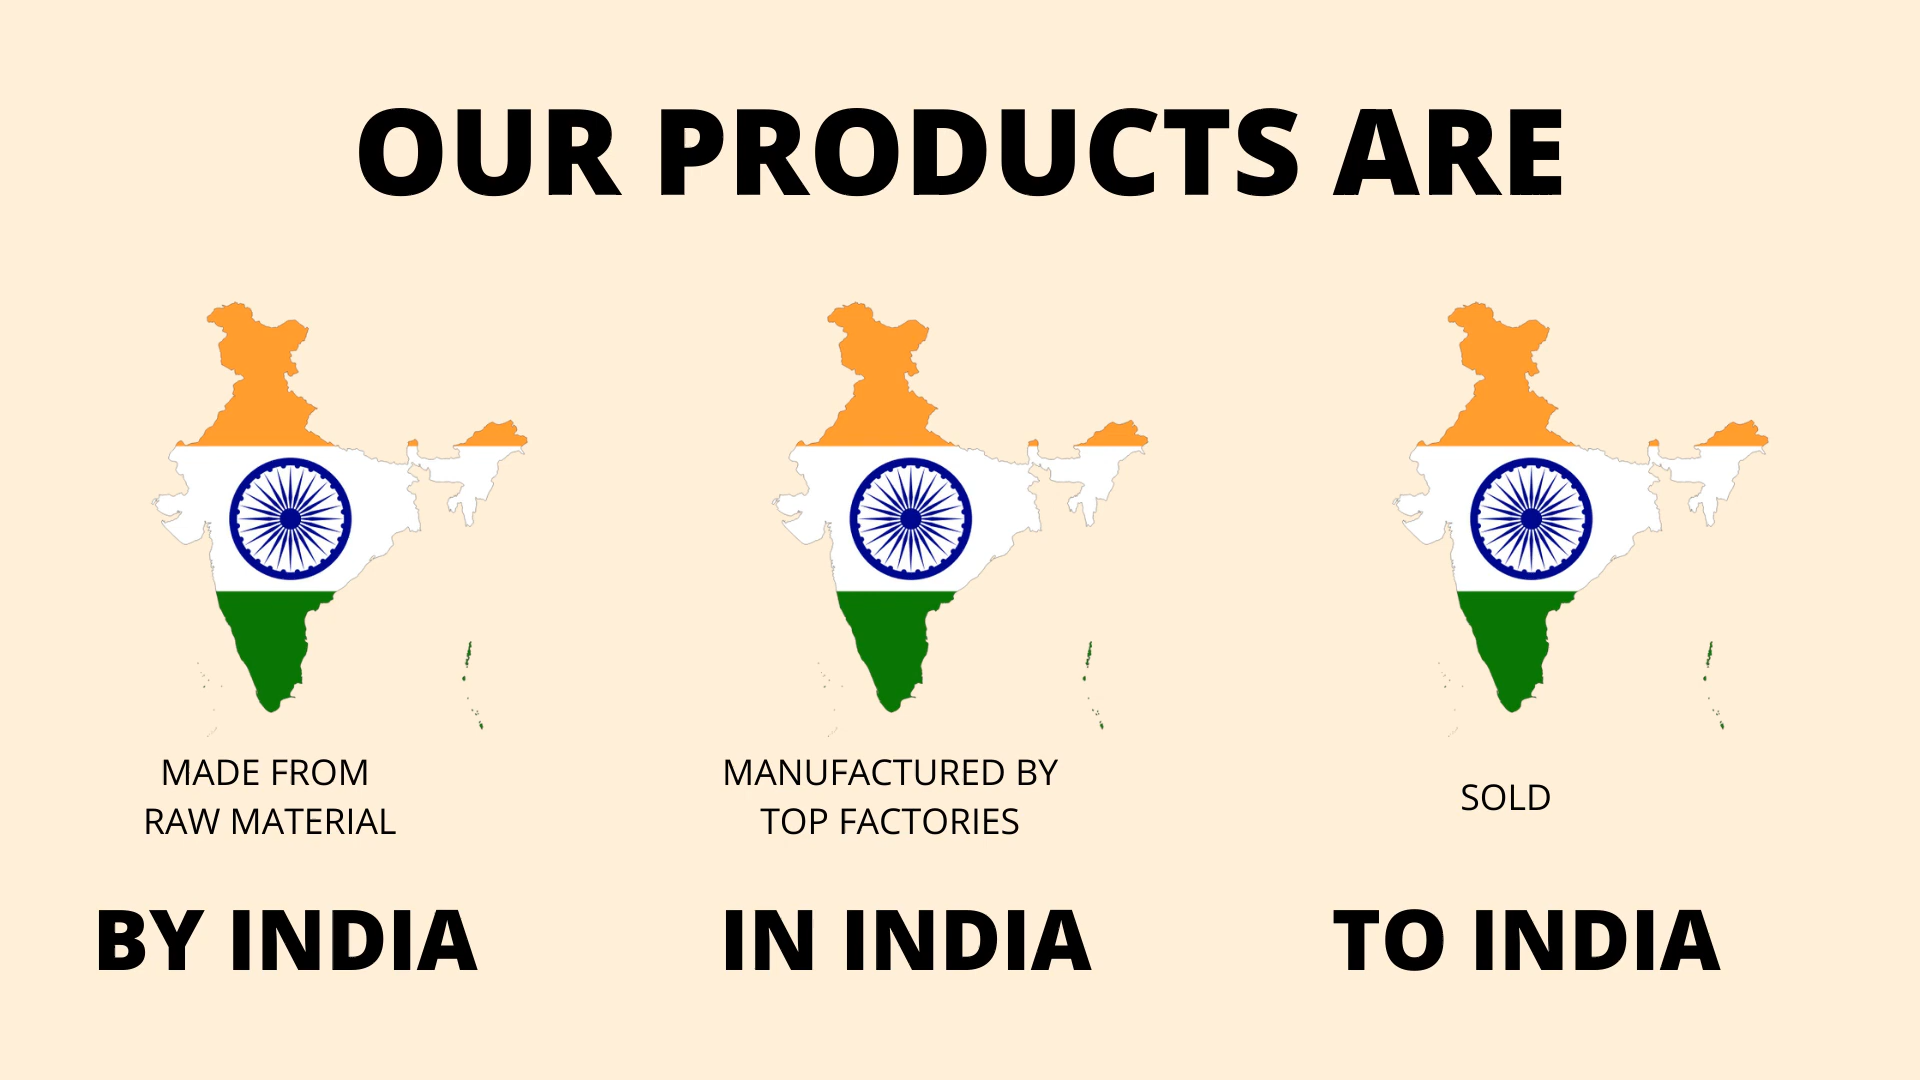 OUR PRODUCTS ARE
MADE FROM
RAW MATERIAL
BY INDIA
MANUFACTURED BY
TOP FACTORIES
IN INDIA
SOLD
TO INDIA